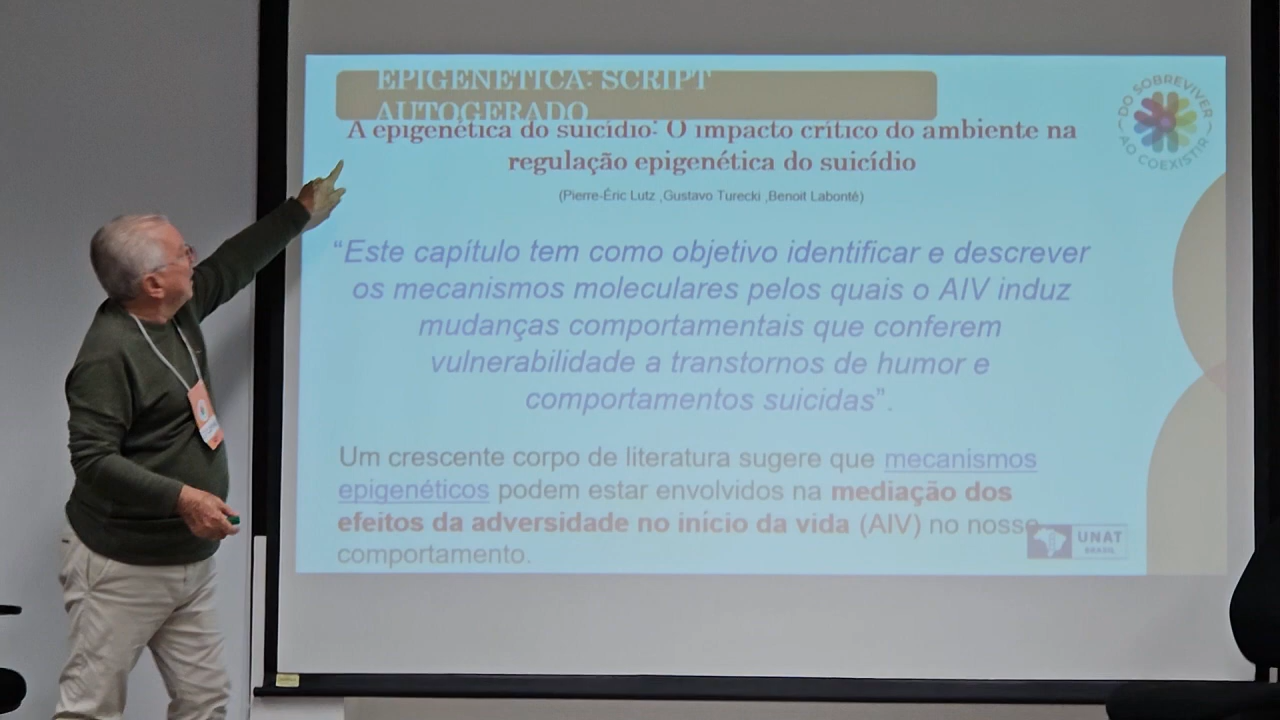 EPIGENÉTICA: SCRIPT
AUTOGERADO
A epigenética do suicídio: O impacto crítico do ambiente na
regulação epigenética do suicídio
(Pierre-Éric Lutz ,Gustavo Turecki ,Benoit Labonté)
DO SOBREVIVER
AO COEXISTIR
“Este capítulo tem como objetivo identificar e descrever
os mecanismos moleculares pelos quais o AIV induz
mudanças comportamentais que conferem
vulnerabilidade a transtornos de humor e
comportamentos suicidas”.
Um crescente corpo de literatura sugere que mecanismos
epigenéticos podem estar envolvidos na mediação dos
efeitos da adversidade no início da vida (AIV) no nosso
comportamento.
UNAT
BRASIL